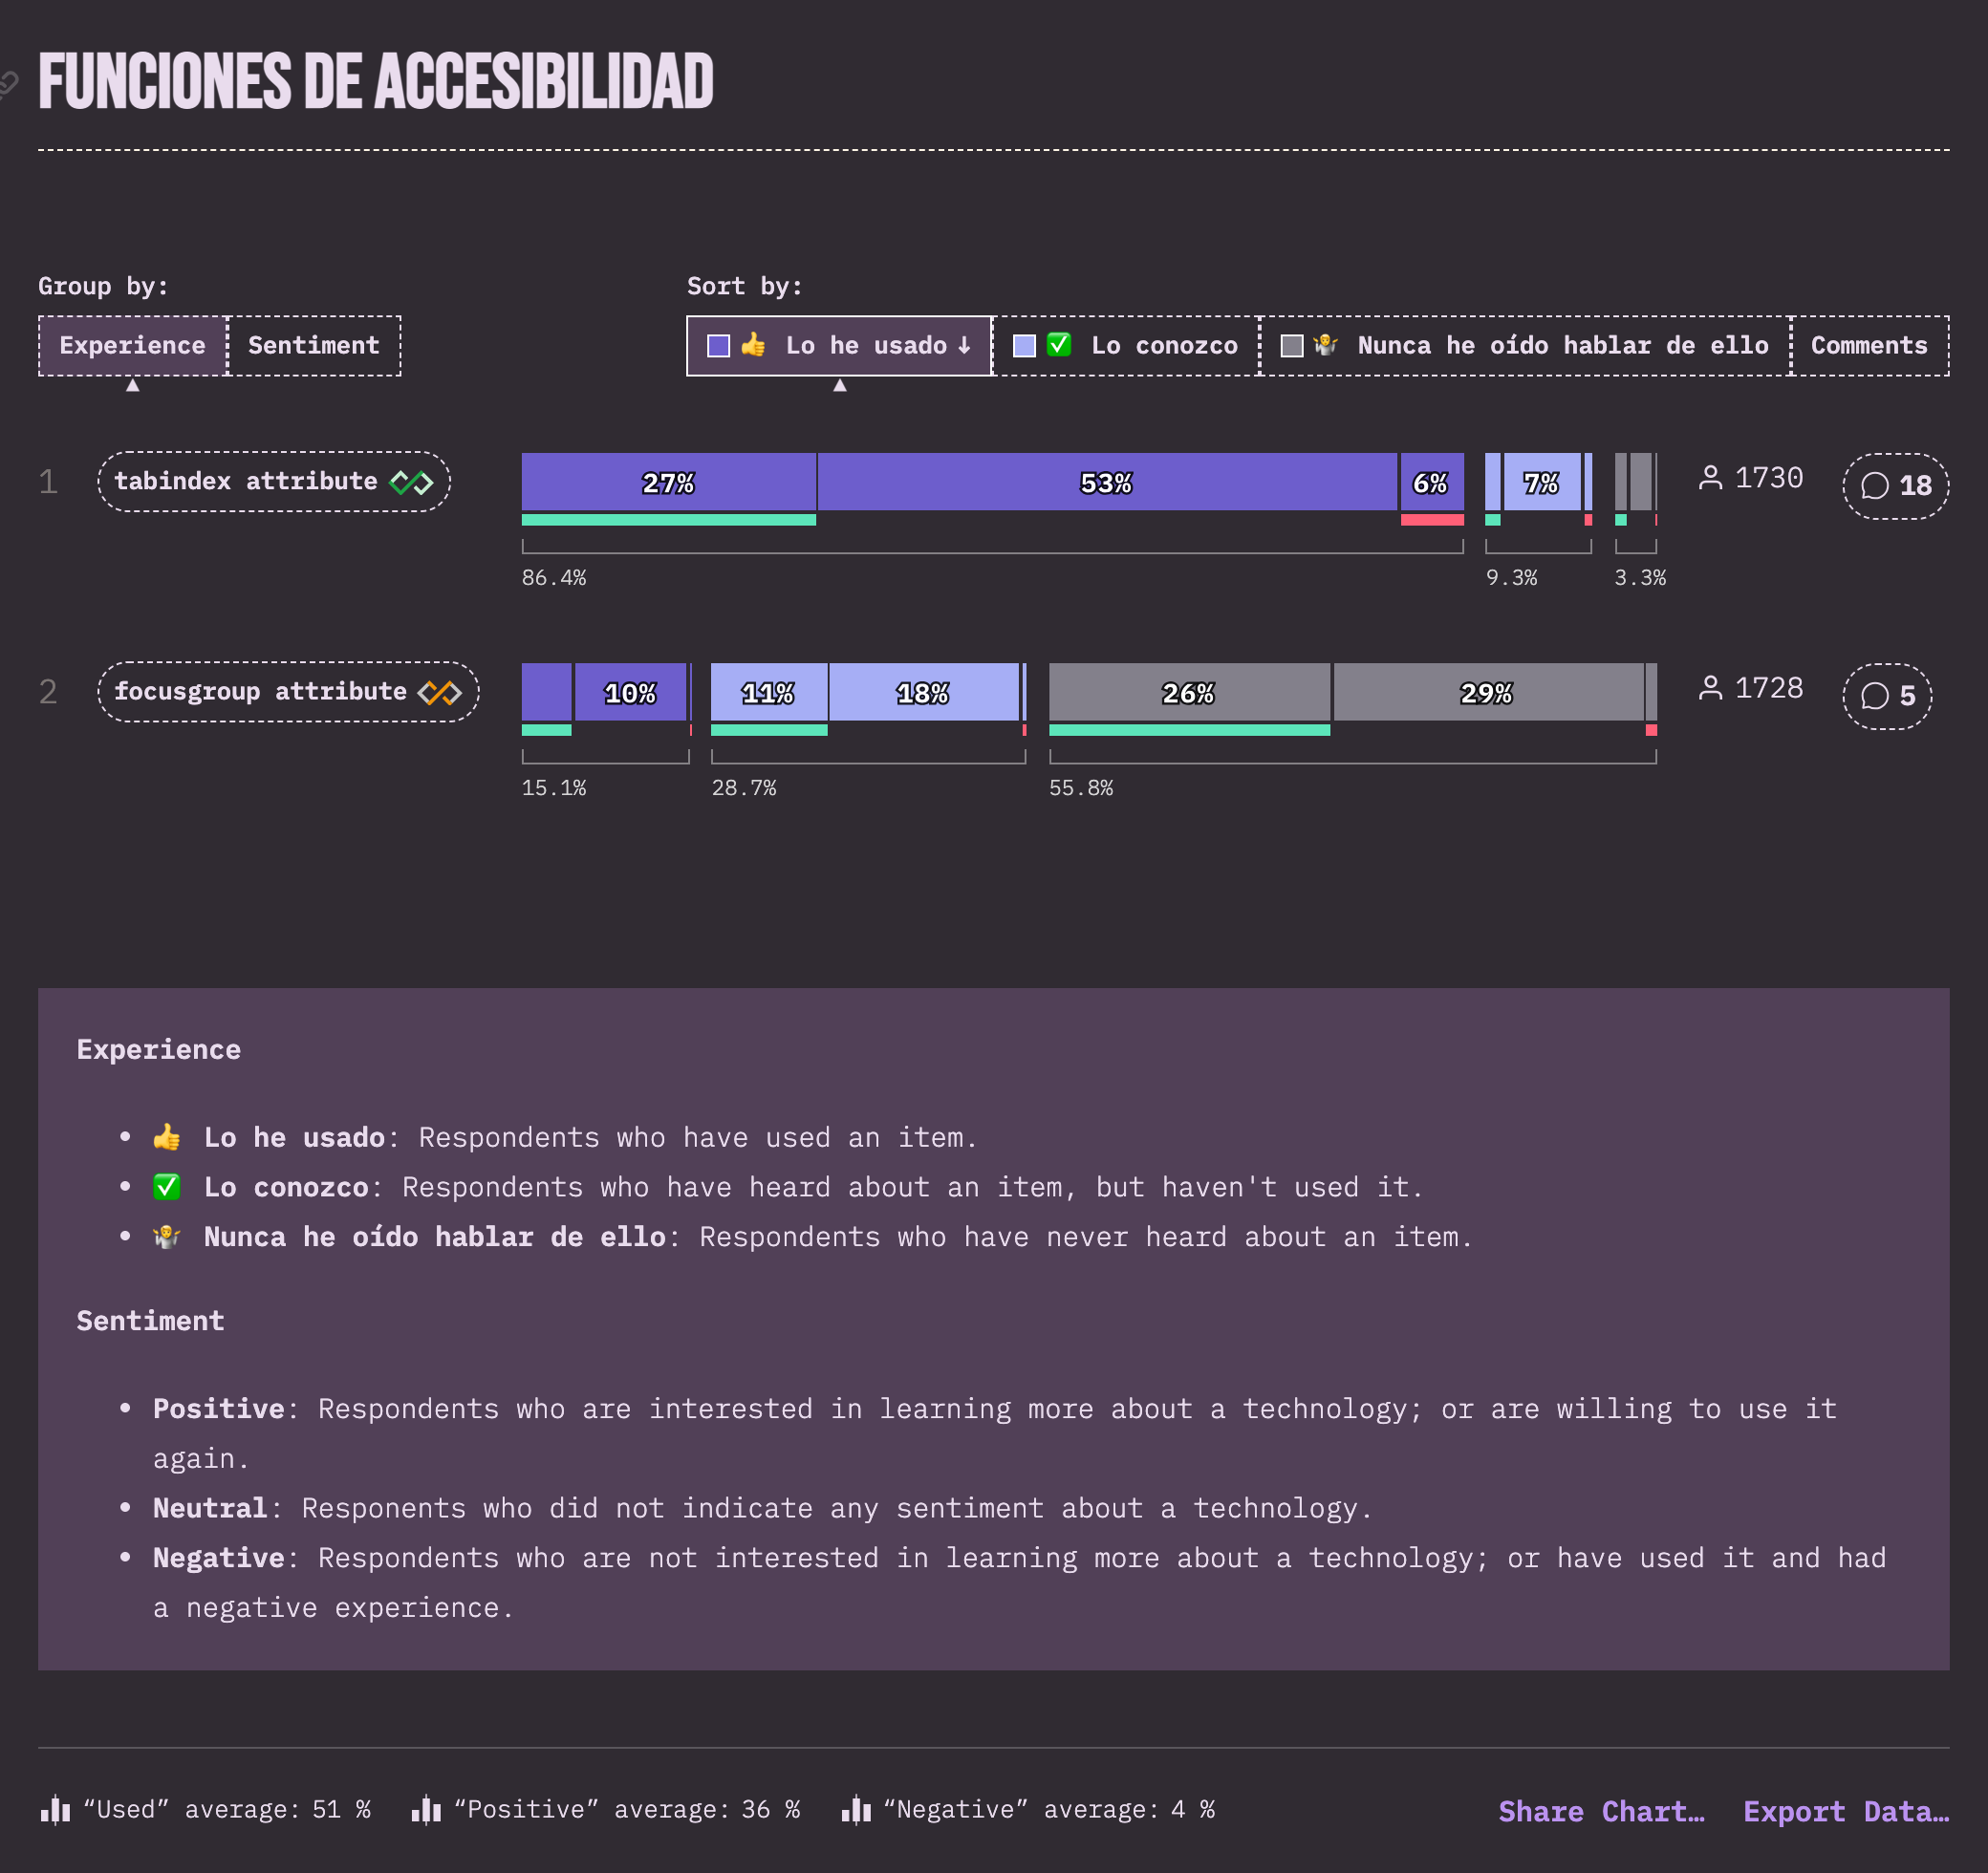 FUNCIONES DE ACCESIBILIDAD
Group by:
Experience Sentiment
Sort by:
Lo he usado ↓ Lo conozco Nunca he oído hablar de ello Comments
1 tabindex attribute 27% 53% 6% 7% 1730 18
86.4% 9.3% 3.3%
2 focusgroup attribute 10% 11% 18% 26% 29% 1728 5
15.1% 28.7% 55.8%
Experience
• 👍 Lo he usado: Respondents who have used an item.
• ✅ Lo conozco: Respondents who have heard about an item, but haven't used it.
• 🤷 Nunca he oído hablar de ello: Respondents who have never heard about an item.
Sentiment
• Positive: Respondents who are interested in learning more about a technology; or are willing to use it
again.
• Neutral: Responents who did not indicate any sentiment about a technology.
• Negative: Respondents who are not interested in learning more about a technology; or have used it and had
a negative experience.
“Used” average: 51 % “Positive” average: 36 % “Negative” average: 4 %
Share Chart… Export Data…